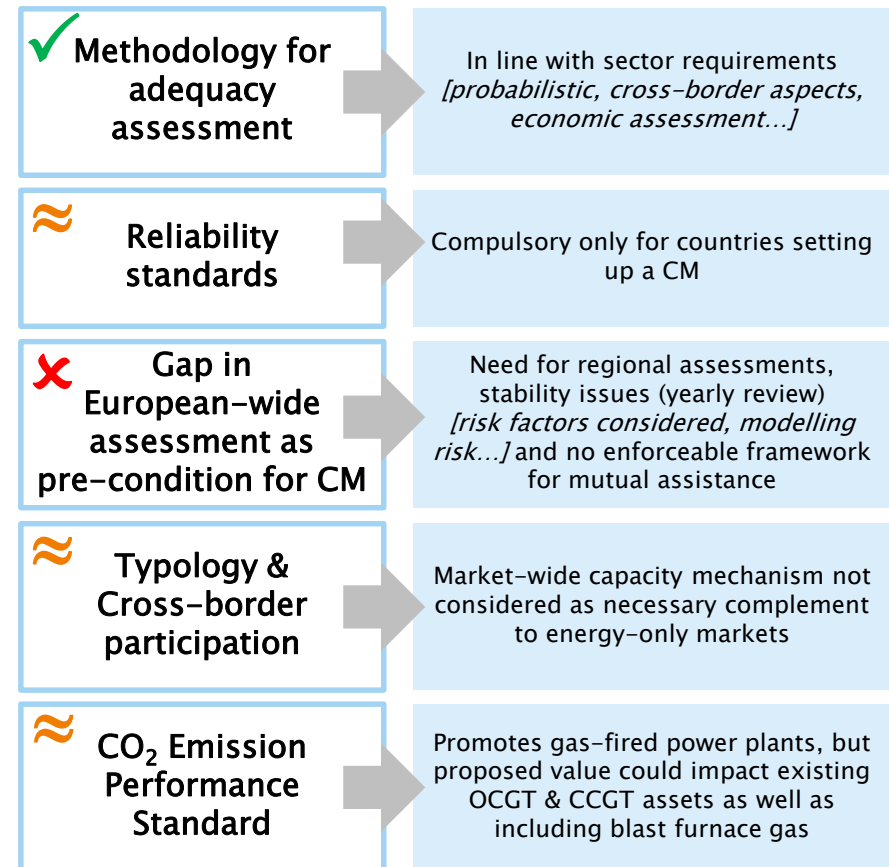 Methodology for
adequacy
assessment
In line with sector requirements
[probabilistic, cross-border aspects,
economic assessment...]
Reliability
standards
Compulsory only for countries setting
up a CM
Gap in
European-wide
assessment as
pre-condition for CM
Need for regional assessments,
stability issues (yearly review)
[risk factors considered, modelling
risk...] and no enforceable framework
for mutual assistance
Typology &
Cross-border
participation
Market-wide capacity mechanism not
considered as necessary complement
to energy-only markets
CO₂ Emission
Performance
Standard
Promotes gas-fired power plants, but
proposed value could impact existing
OCGT & CCGT assets as well as
including blast furnace gas